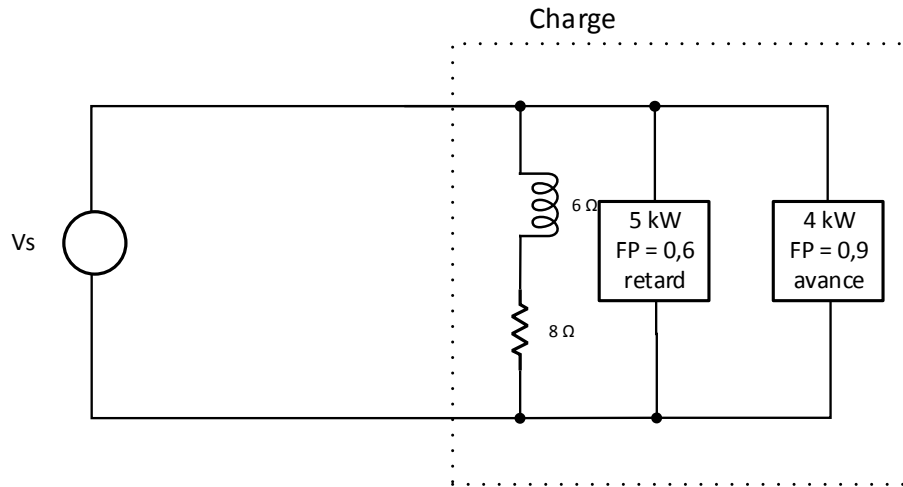 Charge
Vs
6 Ω
8 Ω
5 kW
FP = 0,6
retard
4 kW
FP = 0,9
avance